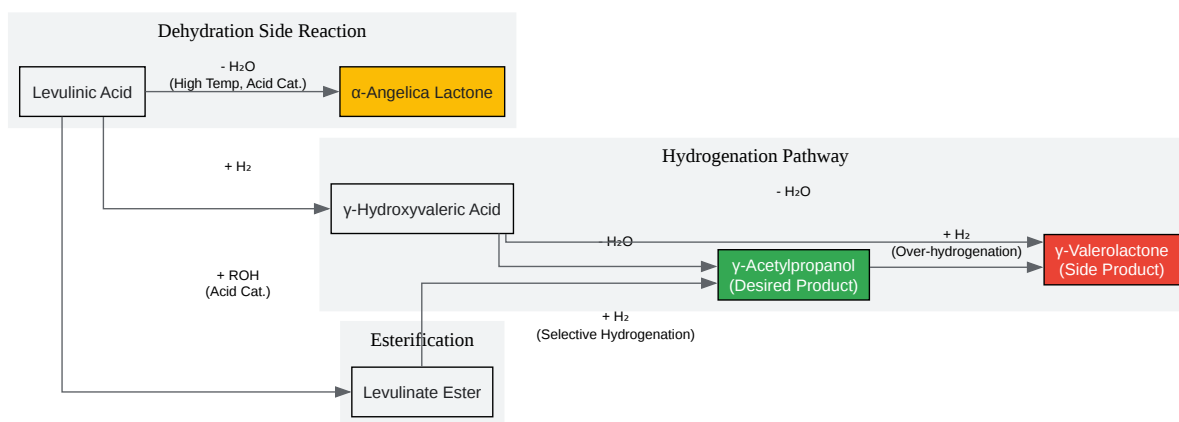 Dehydration Side Reaction
Levulinic Acid
- H₂O
(High Temp, Acid Cat.)
α-Angelica Lactone
+ H₂
Hydrogenation Pathway
γ-Hydroxyvaleric Acid
- H₂O
- H₂O
+ H₂
(Over-hydrogenation)
γ-Acetylpropanol
(Desired Product)
γ-Valerolactone
(Side Product)
+ ROH
(Acid Cat.)
+ H₂
(Selective Hydrogenation)
Esterification
Levulinate Ester